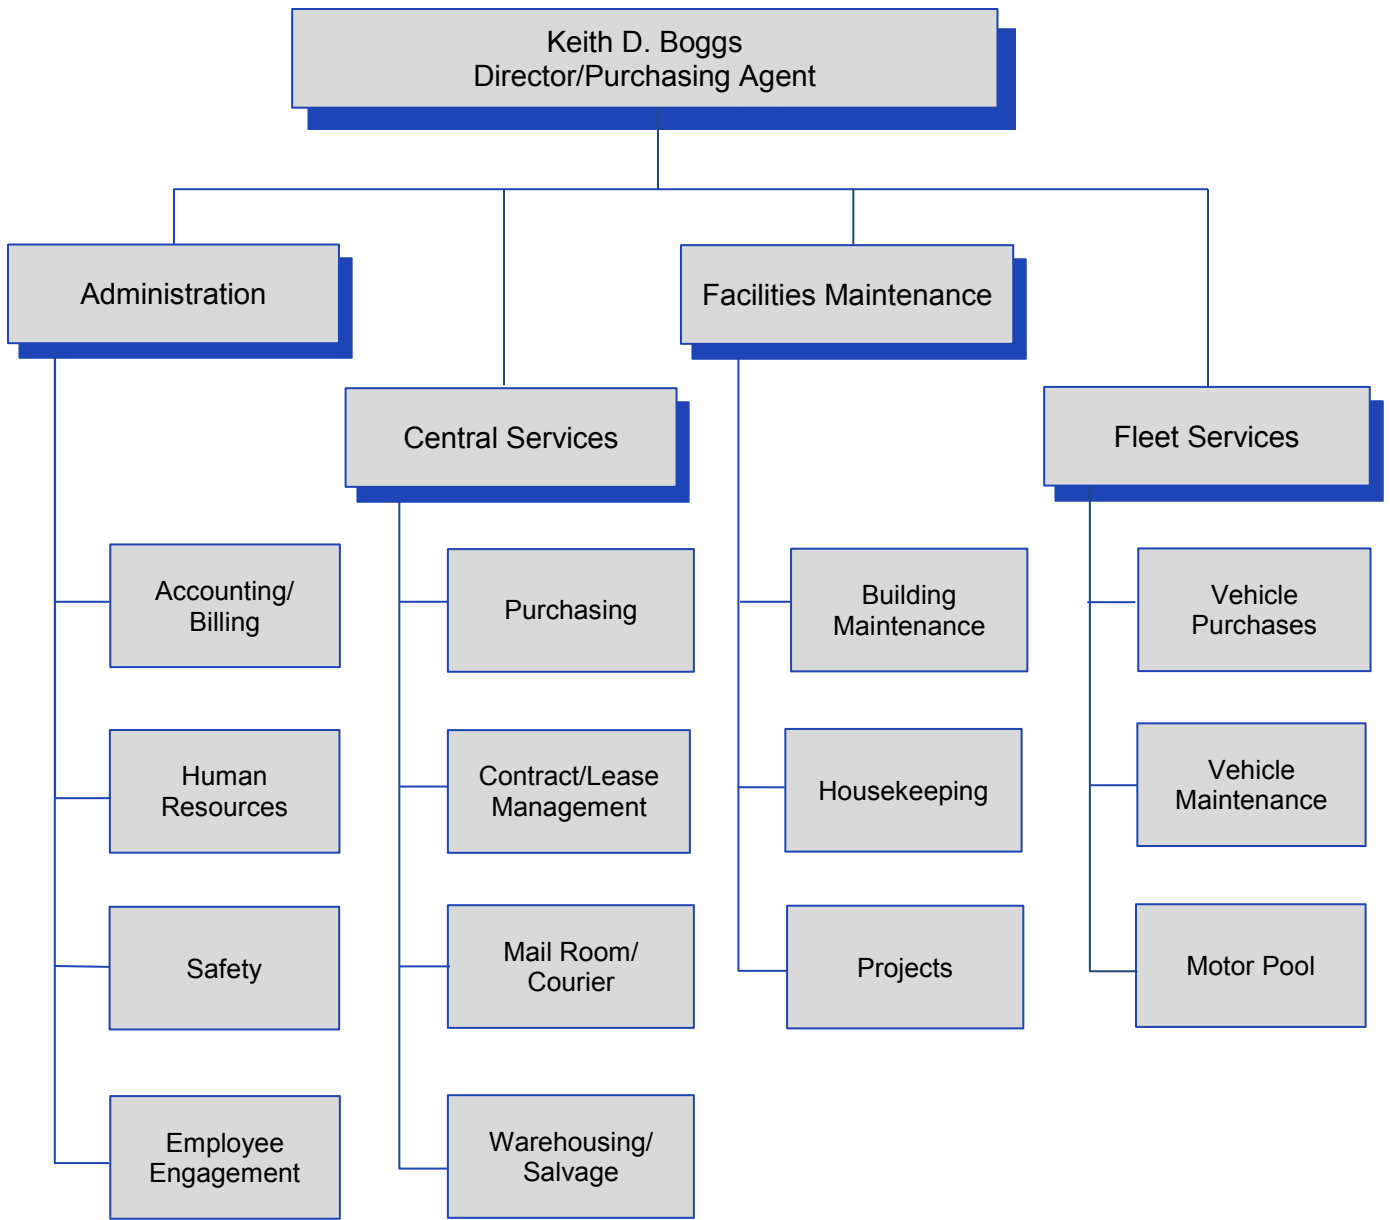 Keith D. Boggs
Director/Purchasing Agent
Administration
Facilities Maintenance
Central Services
Fleet Services
Accounting/
Billing
Purchasing
Building
Maintenance
Vehicle
Purchases
Human
Resources
Contract/Lease
Management
Housekeeping
Vehicle
Maintenance
Safety
Mail Room/
Courier
Projects
Motor Pool
Employee
Engagement
Warehousing/
Salvage